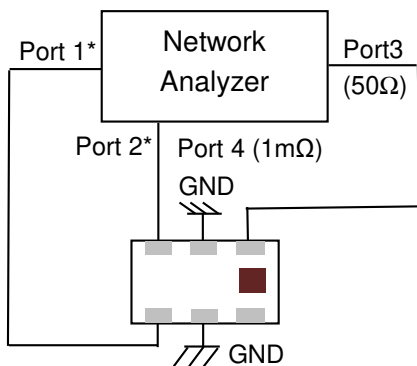 Network
Analyzer
Port 1*
Port3
(50Ω)
Port 2*
Port 4 (1mΩ)
GND
GND